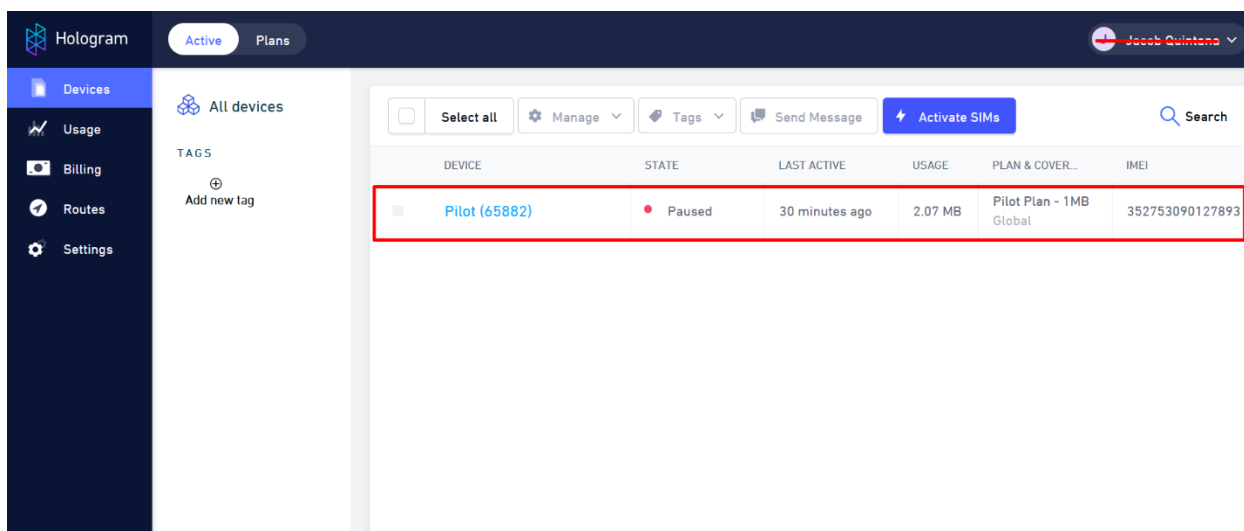 Hologram
Active Plans
Jacob Quintana
Devices
Usage
Billing
Routes
Settings
All devices
TAGS
Add new tag
Select all Manage Tags Send Message Activate SIMs Search
DEVICE STATE LAST ACTIVE USAGE PLAN & COVER... IMEI
Pilot (65882) Paused 30 minutes ago 2.07 MB Pilot Plan - 1MB 352753090127893
Global